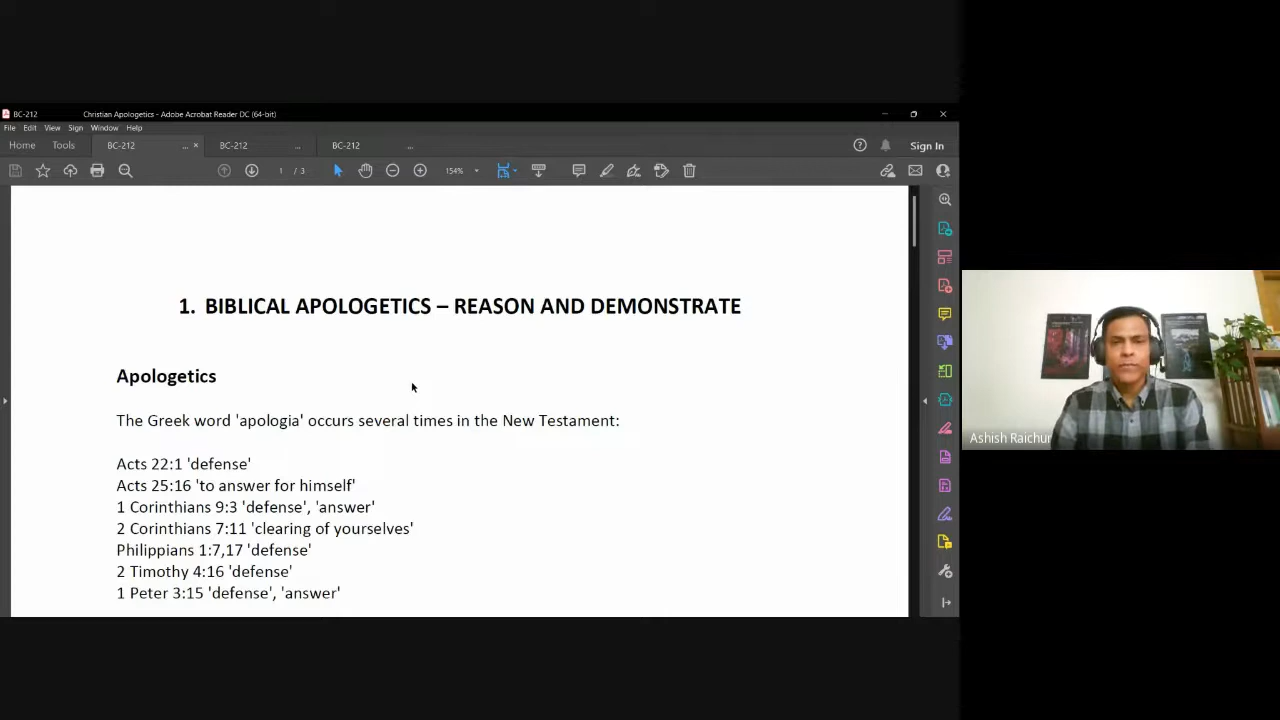 BC-212 Christian Apologetics - Adobe Acrobat Reader DC (64-bit)
File Edit View Sign Window Help
Home Tools BC-212 ... × BC-212 ... BC-212 ... Sign In
1 / 3 154%
1. BIBLICAL APOLOGETICS – REASON AND DEMONSTRATE
Apologetics
The Greek word 'apologia' occurs several times in the New Testament:
Acts 22:1 'defense'
Acts 25:16 'to answer for himself'
1 Corinthians 9:3 'defense', 'answer'
2 Corinthians 7:11 'clearing of yourselves'
Philippians 1:7,17 'defense'
2 Timothy 4:16 'defense'
1 Peter 3:15 'defense', 'answer'
Ashish Raichur